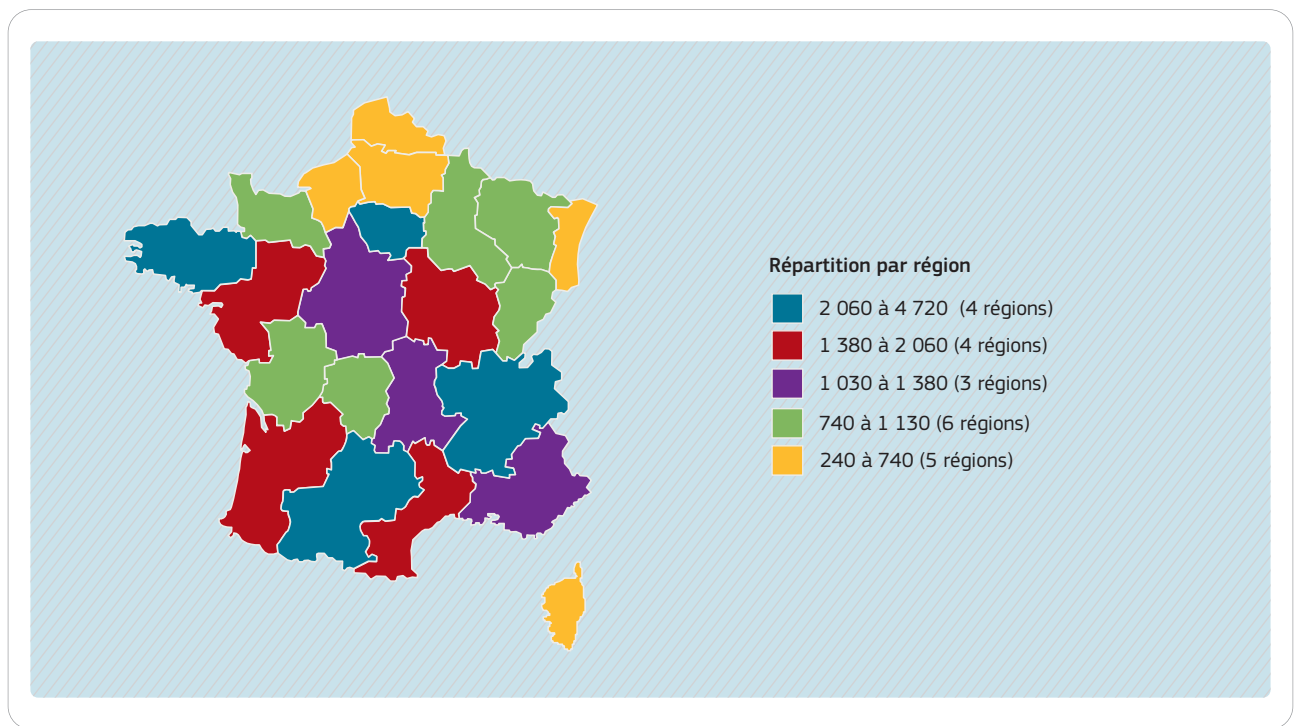 Répartition par région
2 060 à 4 720 (4 régions)
1 380 à 2 060 (4 régions)
1 030 à 1 380 (3 régions)
740 à 1 130 (6 régions)
240 à 740 (5 régions)